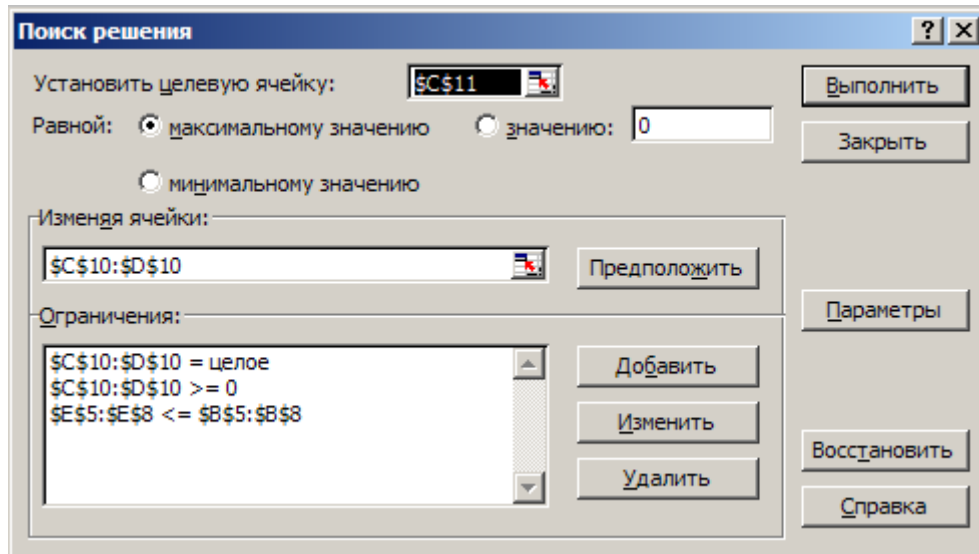 Поиск решения
Установить целевую ячейку: $C$11
Выполнить
Равной: максимальному значению значению: 0
Закрыть
минимальному значению
Изменяя ячейки:
$C$10:$D$10
Предположить
Параметры
Ограничения:
$C$10:$D$10 = целое
$C$10:$D$10 >= 0
$E$5:$E$8 <= $B$5:$B$8
Добавить
Изменить
Удалить
Восстановить
Справка